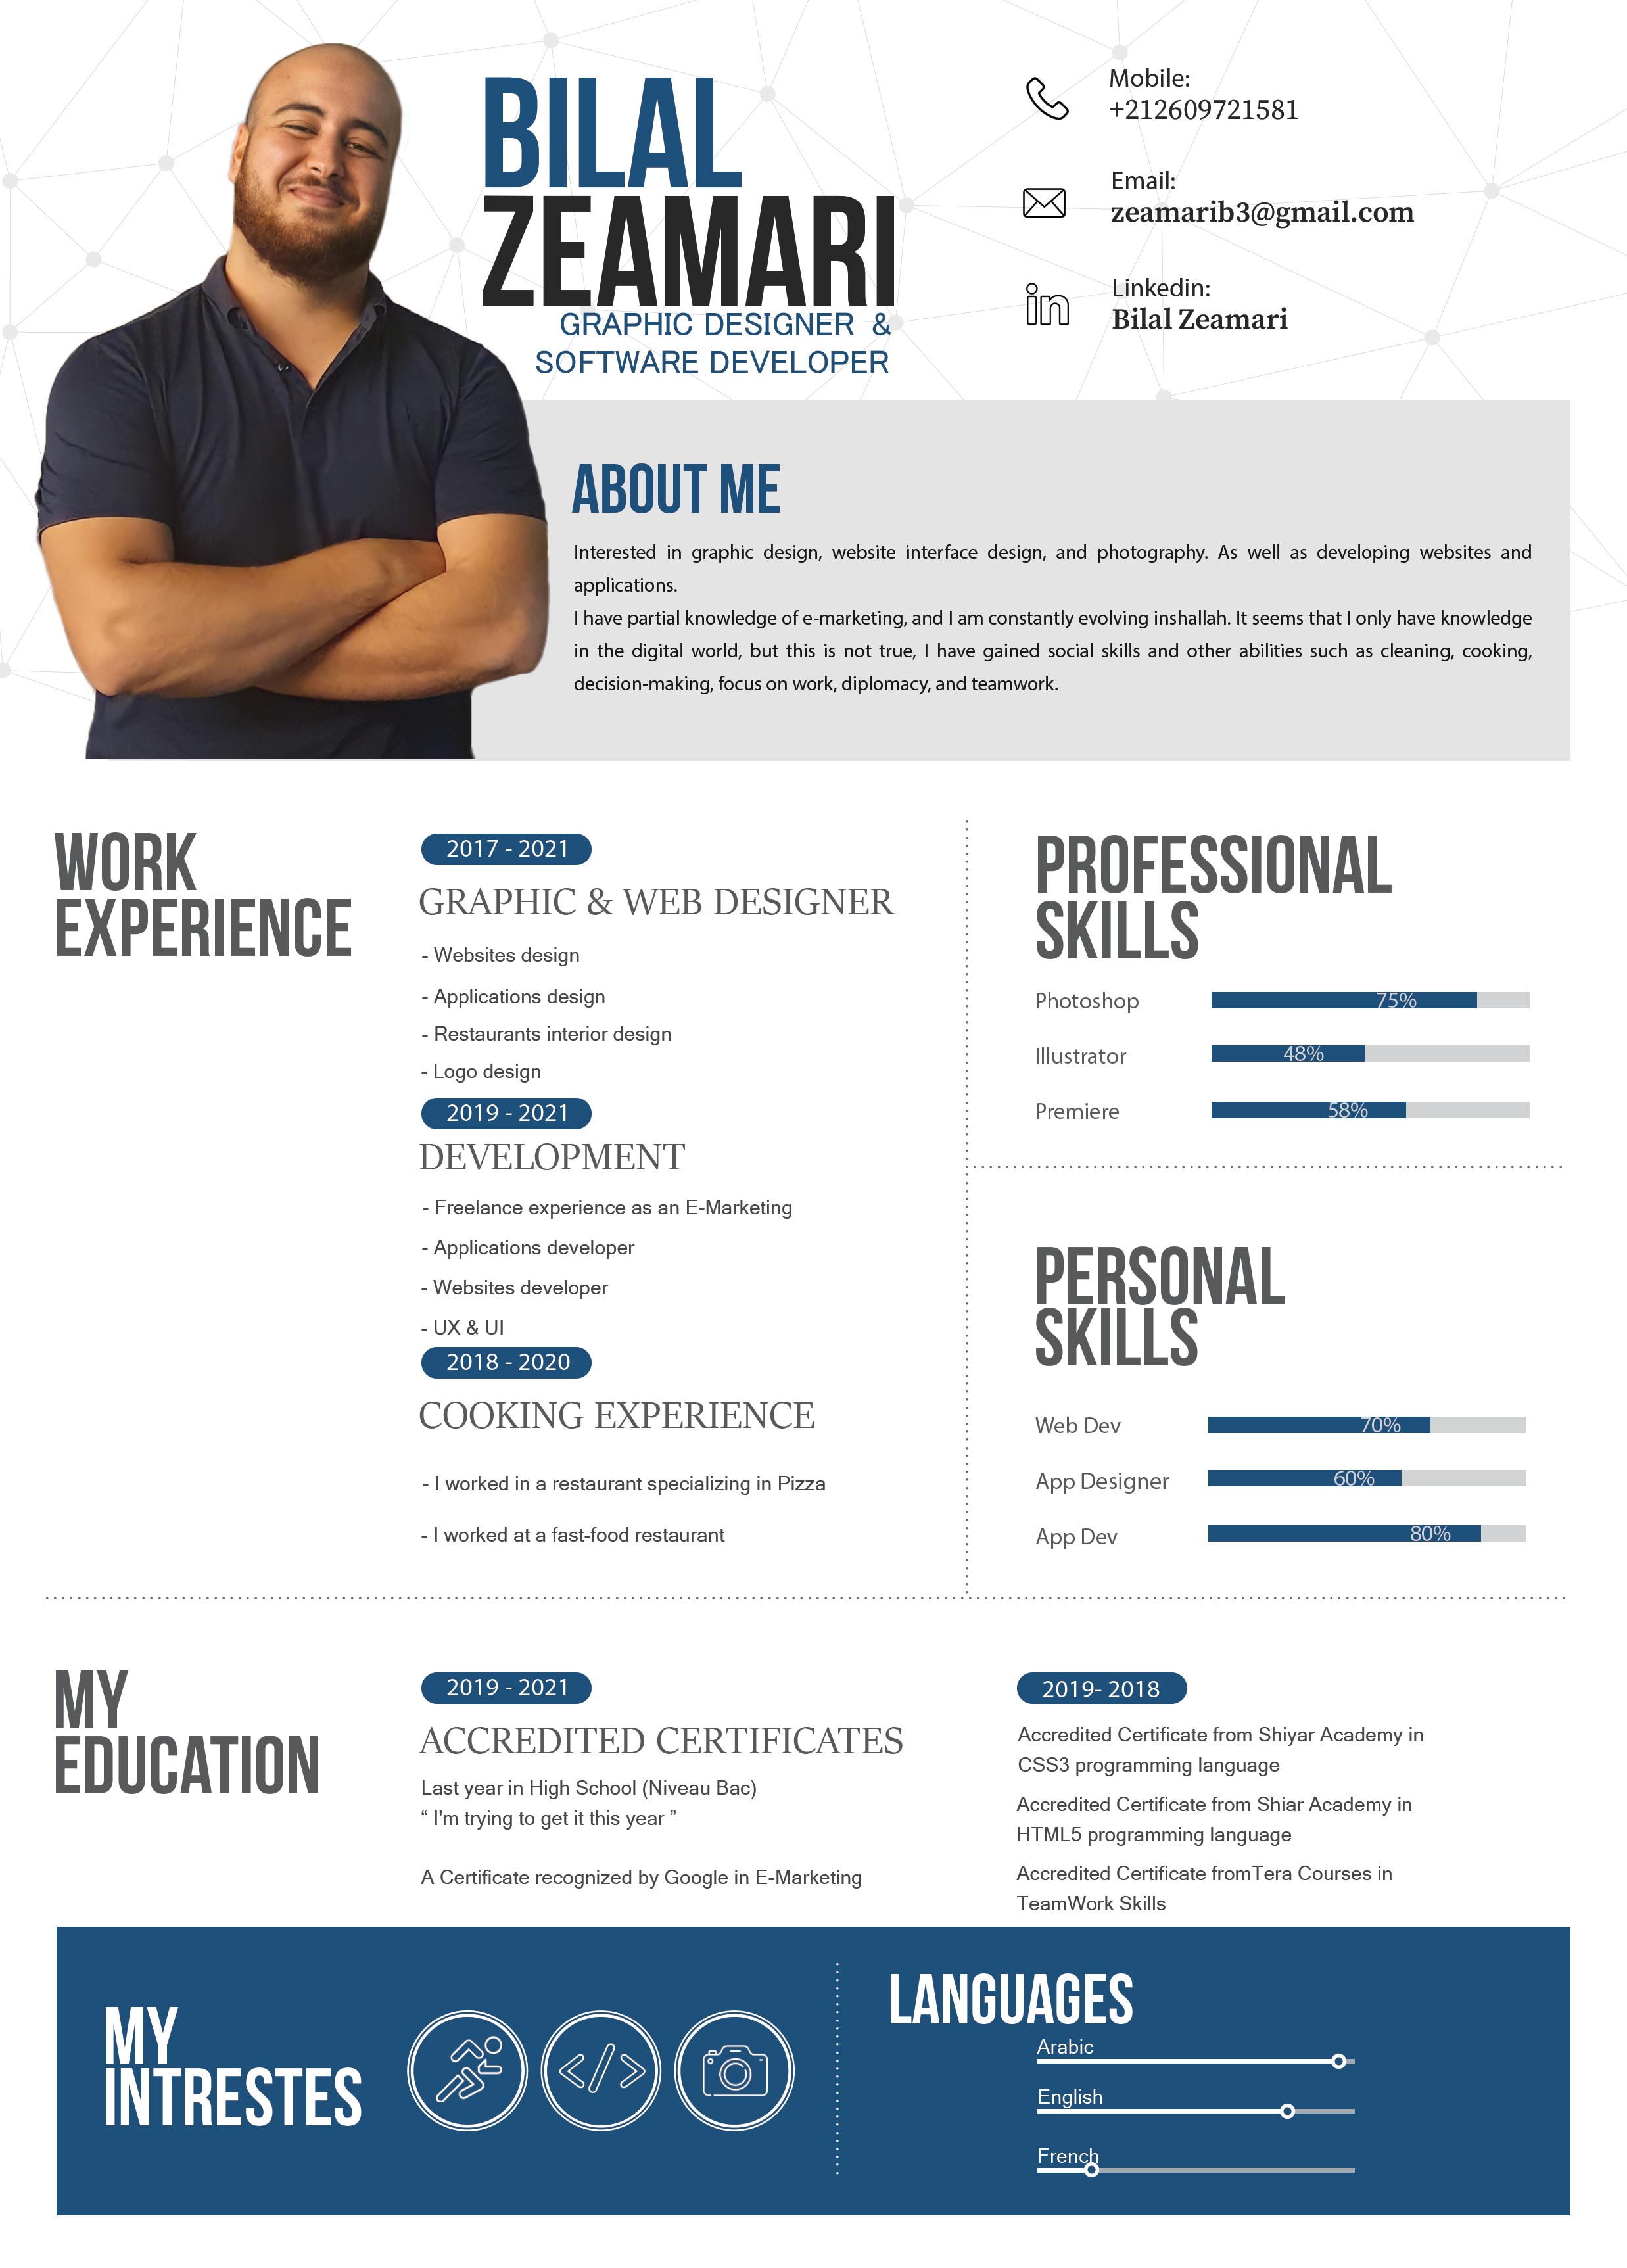 BILAL
ZEAMARI
GRAPHIC DESIGNER &
SOFTWARE DEVELOPER
Mobile:
+212609721581
Email:
zeamarib3@gmail.com
Linkedin:
Bilal Zeamari
ABOUT ME
Interested in graphic design, website interface design, and photography. As well as developing websites and
applications.
I have partial knowledge of e-marketing, and I am constantly evolving inshallah. It seems that I only have knowledge
in the digital world, but this is not true, I have gained social skills and other abilities such as cleaning, cooking,
decision-making, focus on work, diplomacy, and teamwork.
WORK
EXPERIENCE
2017 - 2021
GRAPHIC & WEB DESIGNER
- Websites design
- Applications design
- Restaurants interior design
- Logo design
2019 - 2021
DEVELOPMENT
- Freelance experience as an E-Marketing
- Applications developer
- Websites developer
- UX & UI
2018 - 2020
COOKING EXPERIENCE
- I worked in a restaurant specializing in Pizza
- I worked at a fast-food restaurant
PROFESSIONAL
SKILLS
Photoshop 75%
Illustrator 48%
Premiere 58%
PERSONAL
SKILLS
Web Dev 70%
App Designer 60%
App Dev 80%
MY
EDUCATION
2019 - 2021
ACCREDITED CERTIFICATES
Last year in High School (Niveau Bac)
“ I'm trying to get it this year ”
A Certificate recognized by Google in E-Marketing
2019- 2018
Accredited Certificate from Shiyar Academy in
CSS3 programming language
Accredited Certificate from Shiar Academy in
HTML5 programming language
Accredited Certificate fromTera Courses in
TeamWork Skills
MY
INTRESTES
</>
LANGUAGES
Arabic
English
French